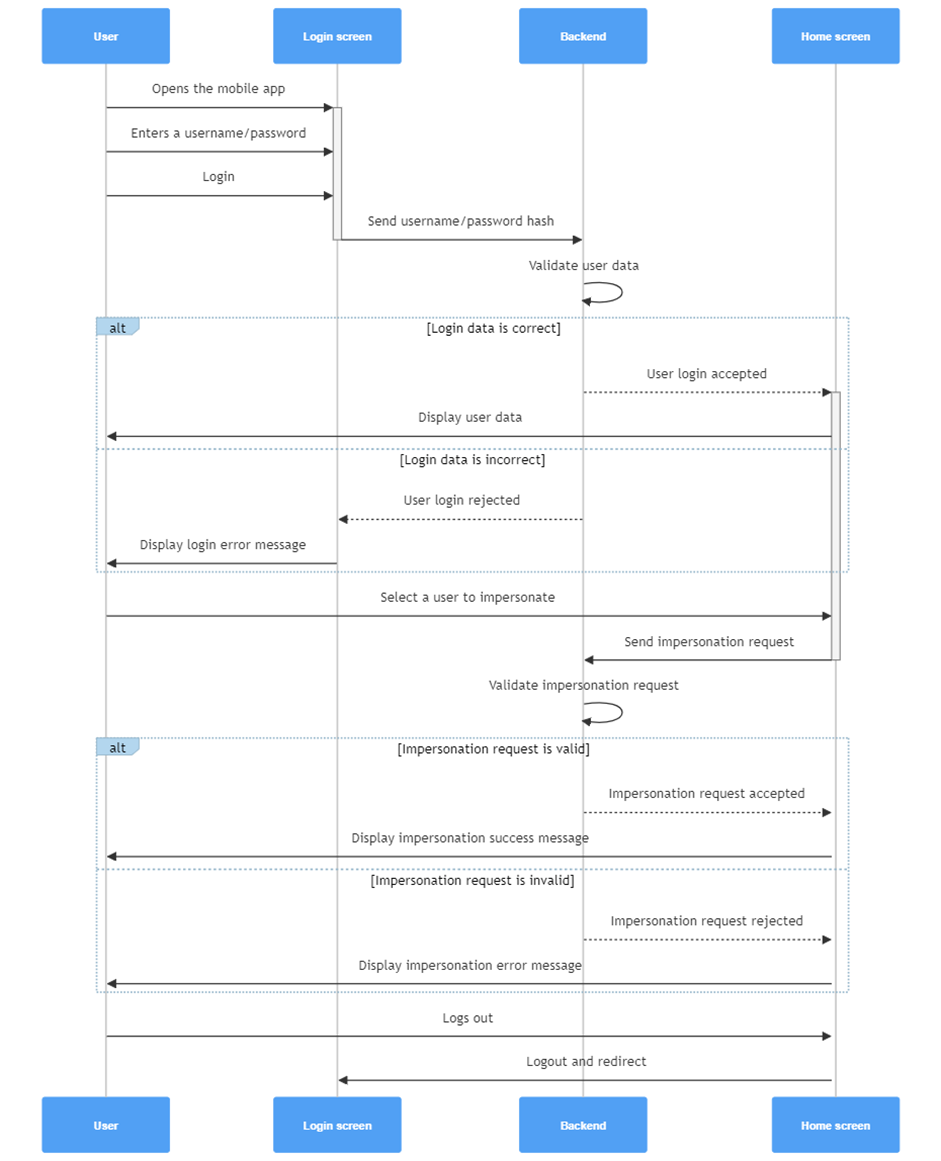 User
Login screen
Backend
Home screen
Opens the mobile app
Enters a username/password
Login
Send username/password hash
Validate user data
alt
[Login data is correct]
User login accepted
Display user data
[Login data is incorrect]
User login rejected
Display login error message
Select a user to impersonate
Send impersonation request
Validate impersonation request
alt
[Impersonation request is valid]
Impersonation request accepted
Display impersonation success message
[Impersonation request is invalid]
Impersonation request rejected
Display impersonation error message
Logs out
Logout and redirect
User
Login screen
Backend
Home screen